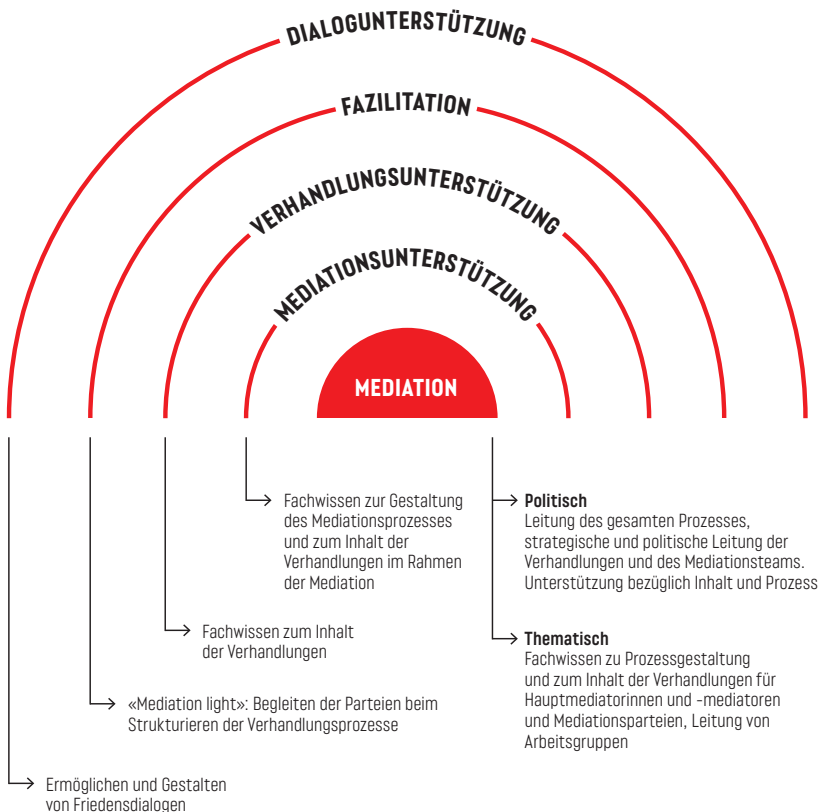 DIALOGUNTERSTÜTZUNG
FAZILITATION
VERHANDLUNGSUNTERSTÜTZUNG
MEDIATIONSUNTERSTÜTZUNG
MEDIATION
Fachwissen zur Gestaltung
des Mediationsprozesses
und zum Inhalt der
Verhandlungen im Rahmen
der Mediation
Fachwissen zum Inhalt
der Verhandlungen
«Mediation light»: Begleiten der Parteien beim
Strukturieren der Verhandlungsprozesse
Ermöglichen und Gestalten
von Friedensdialogen
Politisch
Leitung des gesamten Prozesses,
strategische und politische Leitung der
Verhandlungen und des Mediationsteams.
Unterstützung bezüglich Inhalt und Prozess
Thematisch
Fachwissen zu Prozessgestaltung
und zum Inhalt der Verhandlungen für
Hauptmediatorinnen und -mediatoren
und Mediationsparteien, Leitung von
Arbeitsgruppen